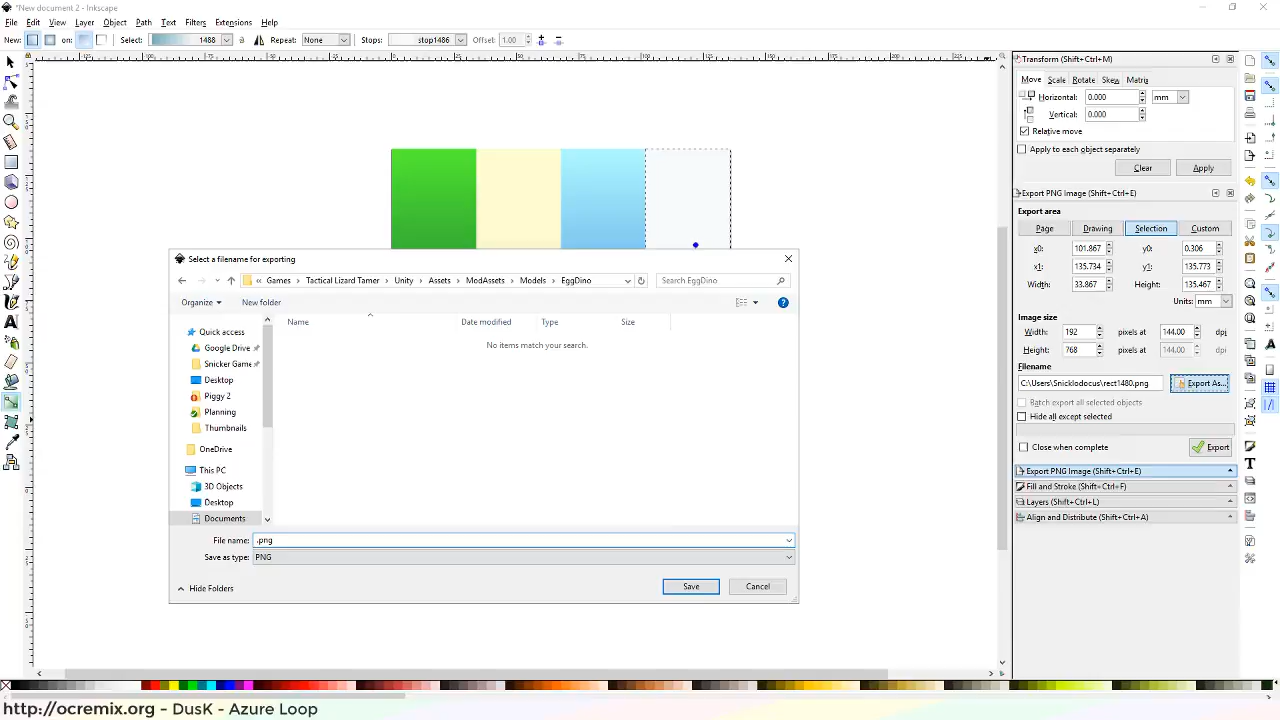 *New document 2 - Inkscape
File Edit View Layer Object Path Text Filters Extensions Help
New: on: Select: 1488 Repeat: None Stops: stop1486 Offset: 1.00
Transform (Shift+Ctrl+M)
Move Scale Rotate Skew Matrix
Horizontal: 0.000 mm
Vertical: 0.000
Relative move
Apply to each object separately
Clear Apply
Export PNG Image (Shift+Ctrl+E)
Export area
Page Drawing Selection Custom
x0: 101.867 y0: 0.306
x1: 135.734 y1: 135.773
Width: 33.867 Height: 135.467
Units: mm
Image size
Width: 192 pixels at 144.00 dpi
Height: 768 pixels at 144.00 dpi
Filename
C:\Users\Snicklodocus\rect1480.png Export As...
Batch export all selected objects
Hide all except selected
Close when complete Export
Export PNG Image (Shift+Ctrl+E)
Fill and Stroke (Shift+Ctrl+F)
Layers (Shift+Ctrl+L)
Align and Distribute (Shift+Ctrl+A)
Select a filename for exporting
« Games › Tactical Lizard Tamer › Unity › Assets › ModAssets › Models › EggDino
Search EggDino
Organize New folder
Name Date modified Type Size
No items match your search.
Quick access
Google Drive
Snicker Game
Desktop
Piggy 2
Planning
Thumbnails
OneDrive
This PC
3D Objects
Desktop
Documents
File name: .png
Save as type: PNG
Hide Folders Save Cancel
http://ocremix.org - DusK - Azure Loop